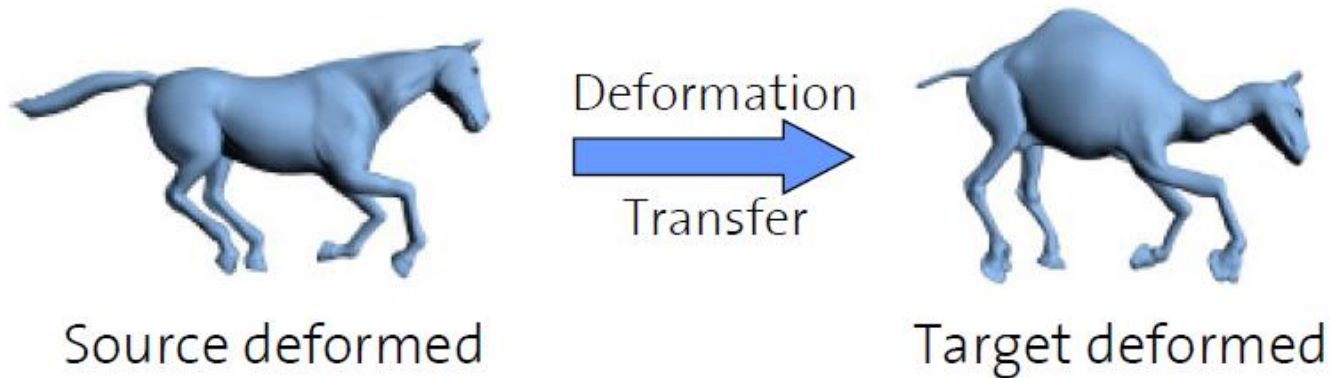 Deformation
Transfer
Source deformed
Target deformed